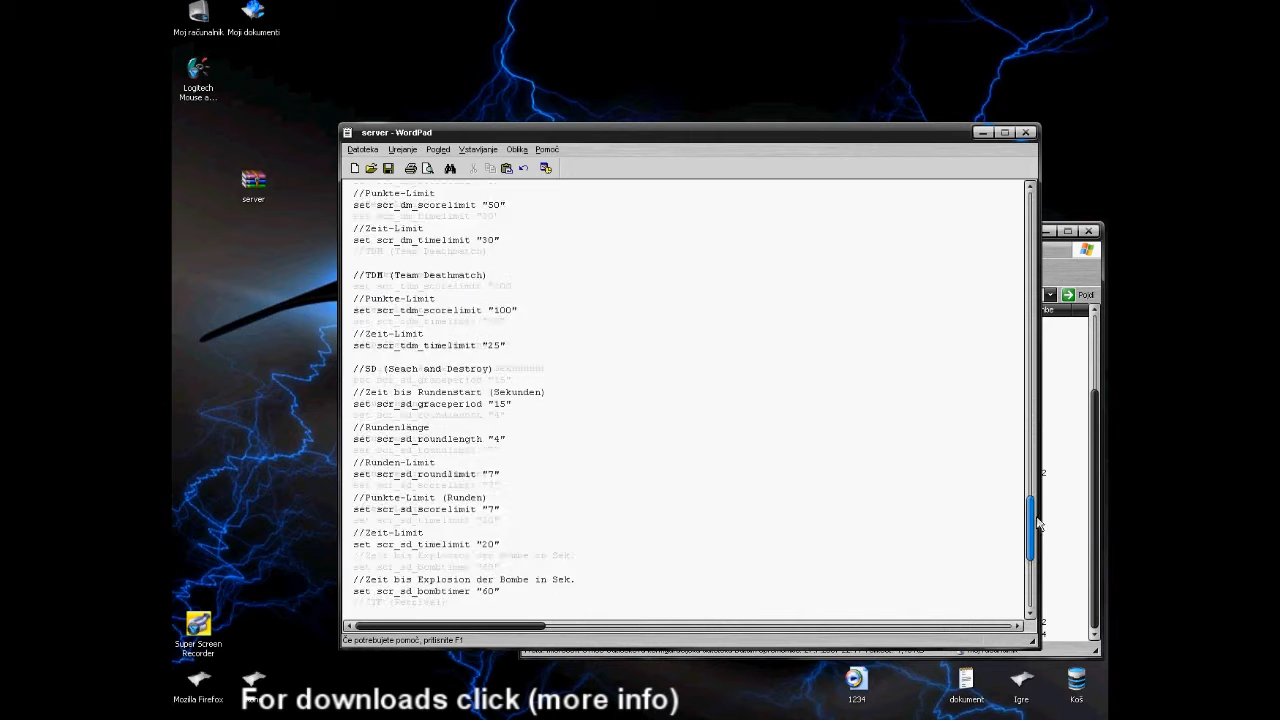 Moj računalnik
Moji dokumenti
Logitech
Mouse a...
server
server - WordPad
Datoteka Urejanje Pogled Vstavljanje Oblika Pomoč
//Punkte-Limit
set scr_dm_scorelimit "50"
//Zeit-Limit
set scr_dm_timelimit "30"
//TDM (Team Deathmatch)
//Punkte-Limit
set scr_tdm_scorelimit "100"
//Zeit-Limit
set scr_tdm_timelimit "25"
//SD (Seach and Destroy)
//Zeit bis Rundenstart (Sekunden)
set scr_sd_graceperiod "15"
//Rundenlänge
set scr_sd_roundlength "4"
//Runden-Limit
set scr_sd_roundlimit "7"
//Punkte-Limit (Runden)
set scr_sd_scorelimit "7"
//Zeit-Limit
set scr_sd_timelimit "20"
//Zeit bis Explosion der Bombe in Sek.
set scr_sd_bombtimer "60"
Če potrebujete pomoč, pritisnite F1
Pojdi
Super Screen
Recorder
Mozilla Firefox
1234
dokument
Igre
Koš
For downloads click (more info)